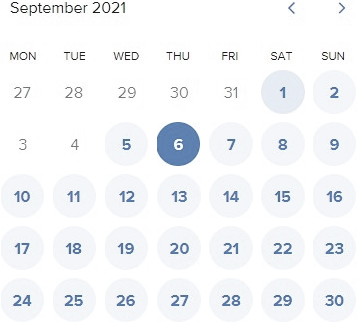 September 2021
MON TUE WED THU FRI SAT SUN
27 28 29 30 31 1 2
3 4 5 6 7 8 9
10 11 12 13 14 15 16
17 18 19 20 21 22 23
24 25 26 27 28 29 30